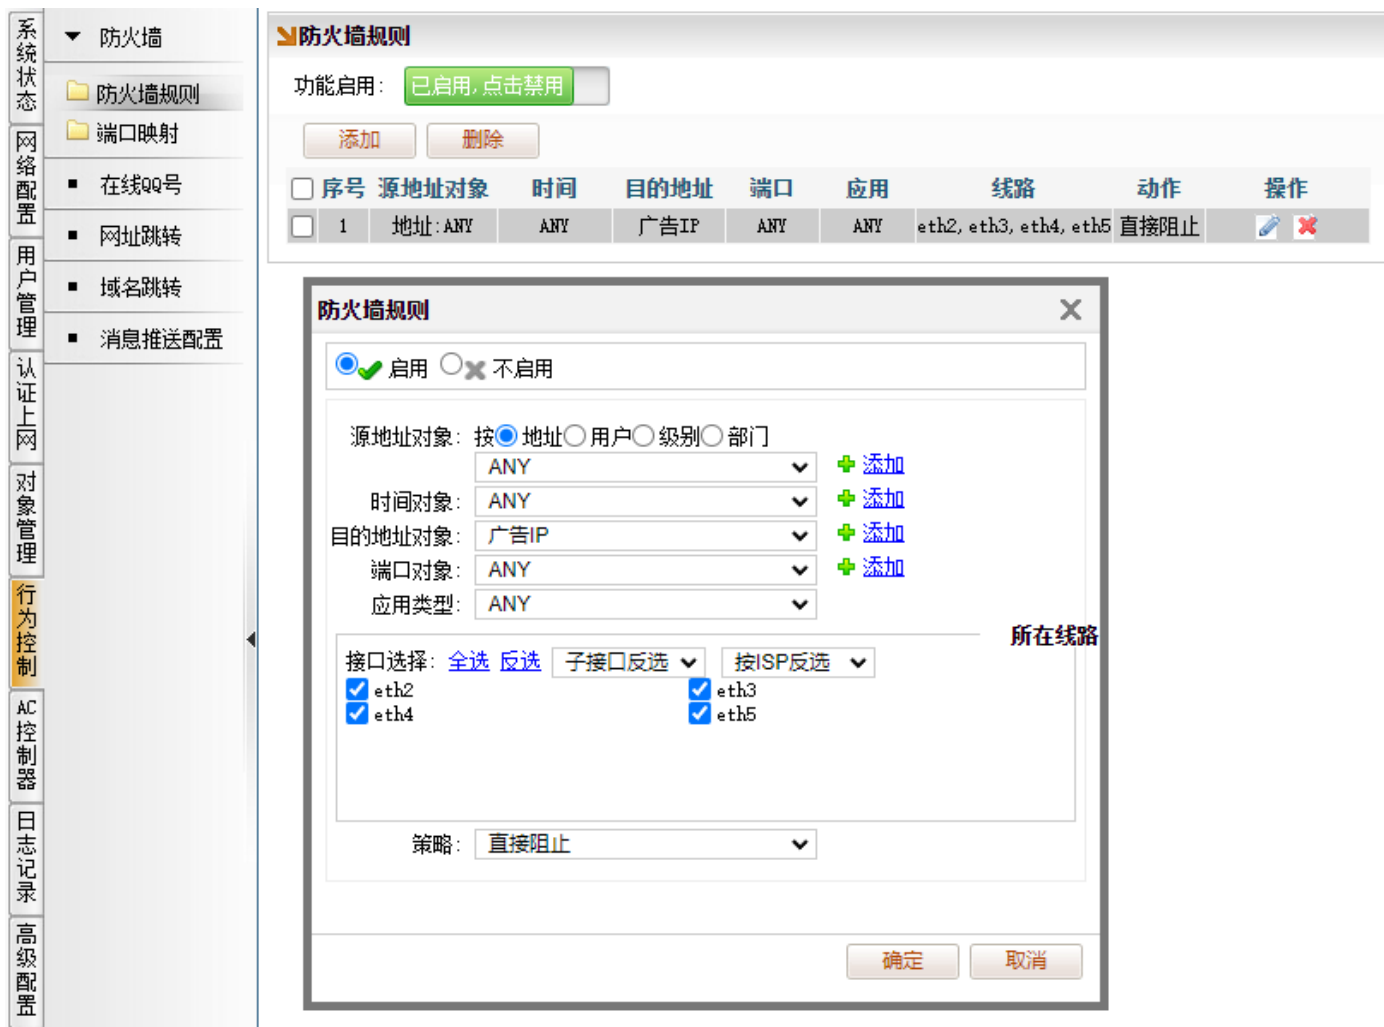 系统状态
网络配置
用户管理
认证上网
对象管理
行为控制
AC控制器
日志记录
高级配置
防火墙
防火墙规则
端口映射
在线QQ号
网址跳转
域名跳转
消息推送配置
防火墙规则
功能启用： 已启用,点击禁用
添加 删除
序号 源地址对象 时间 目的地址 端口 应用 线路 动作 操作
1 地址:ANY ANY 广告IP ANY ANY eth2, eth3, eth4, eth5 直接阻止
防火墙规则
启用 不启用
源地址对象： 按 地址 用户 级别 部门
ANY 添加
时间对象： ANY 添加
目的地址对象： 广告IP 添加
端口对象： ANY 添加
应用类型： ANY
所在线路
接口选择： 全选 反选 子接口反选 按ISP反选
eth2 eth3
eth4 eth5
策略： 直接阻止
确定 取消